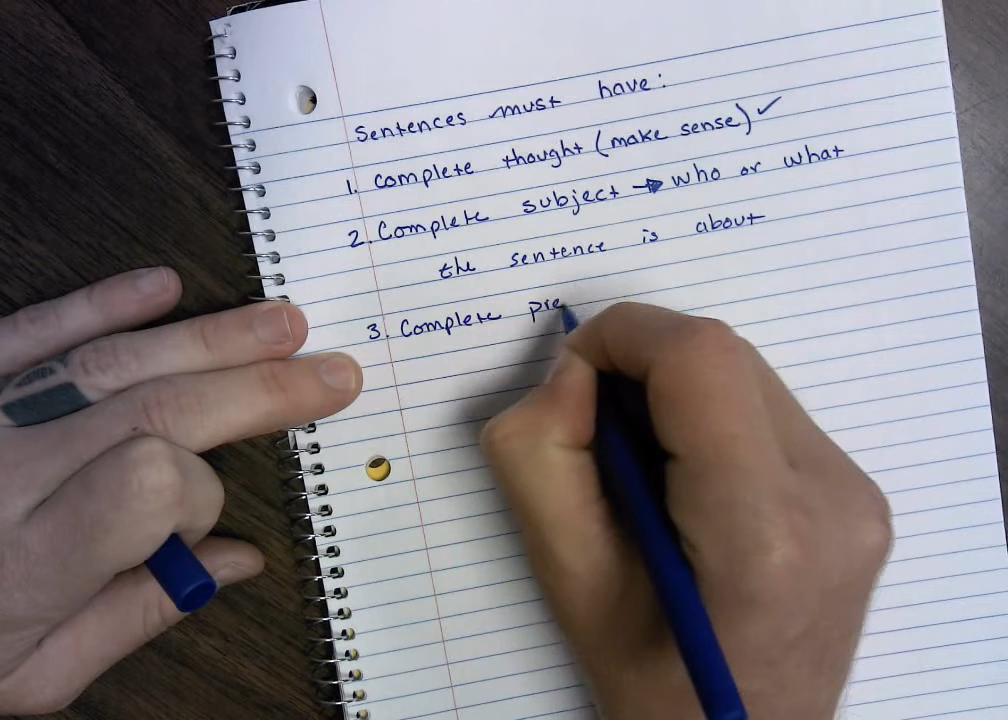 Sentences must have:
1. Complete thought (make sense) ✓
2. Complete subject → who or what
the sentence is about
3. Complete pre